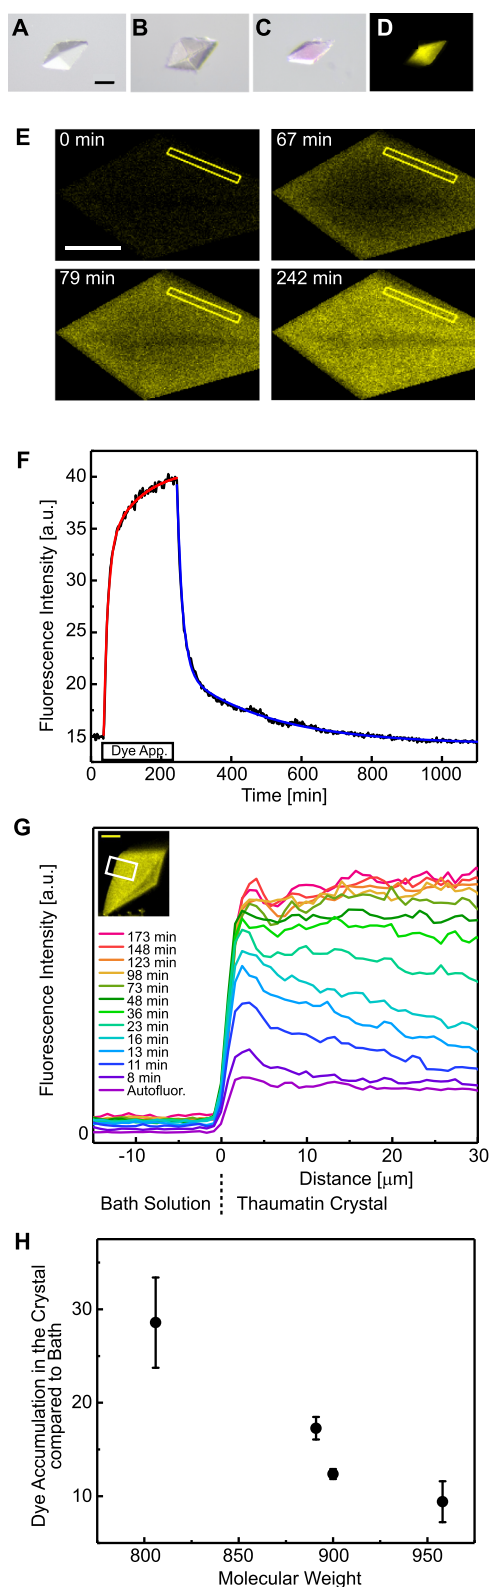 A
B
C
D
E
0 min
67 min
79 min
242 min
F
Fluorescence Intensity [a.u.]
40
35
30
25
20
15
Dye App.
0
200
400
600
800
1000
Time [min]
G
Fluorescence Intensity [a.u.]
173 min
148 min
123 min
98 min
73 min
48 min
36 min
23 min
16 min
13 min
11 min
8 min
Autofluor.
0
-10
0
10
20
30
Distance [µm]
Bath Solution
Thaumatin Crystal
H
Dye Accumulation in the Crystal
compared to Bath
30
20
10
800
850
900
950
Molecular Weight